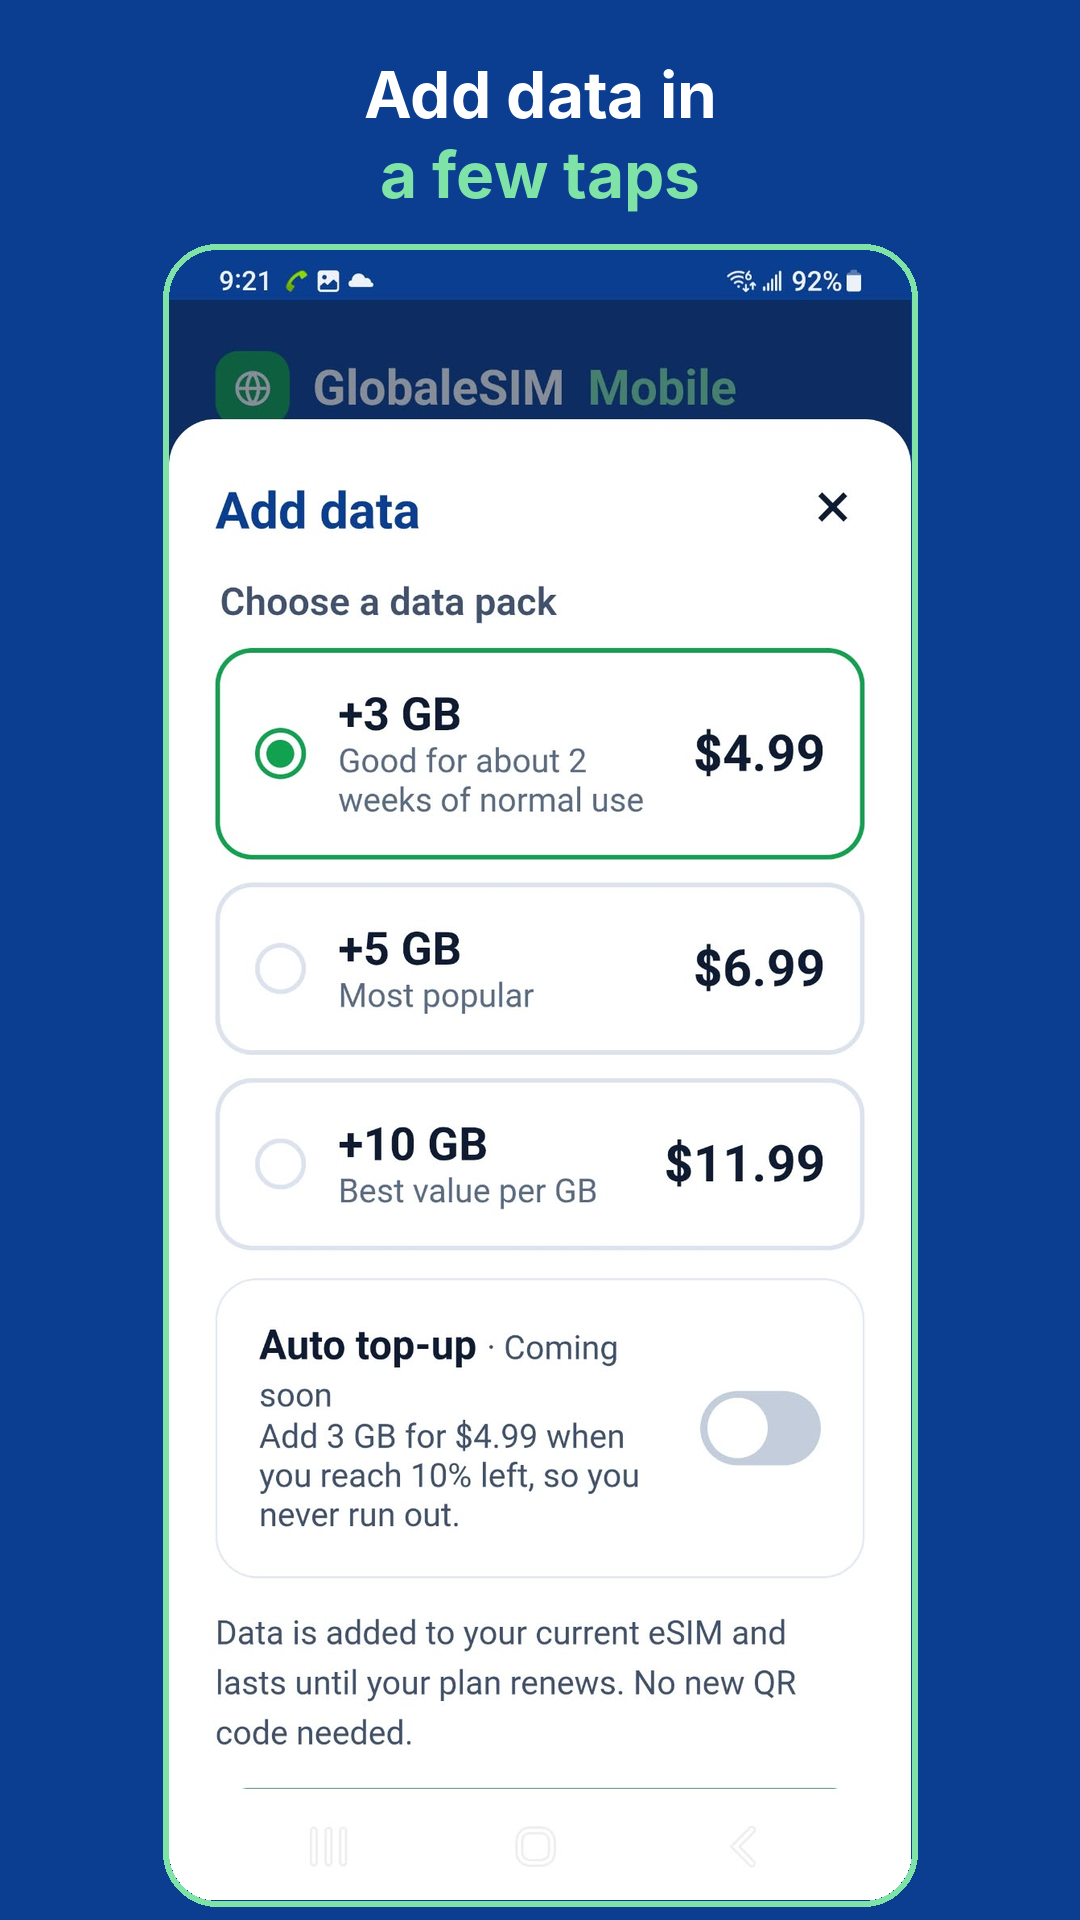 Add data in
a few taps
9:21
92%
GlobaleSIM Mobile
Add data
Choose a data pack
+3 GB
Good for about 2
weeks of normal use
$4.99
+5 GB
Most popular
$6.99
+10 GB
Best value per GB
$11.99
Auto top-up · Coming
soon
Add 3 GB for $4.99 when
you reach 10% left, so you
never run out.
Data is added to your current eSIM and
lasts until your plan renews. No new QR
code needed.